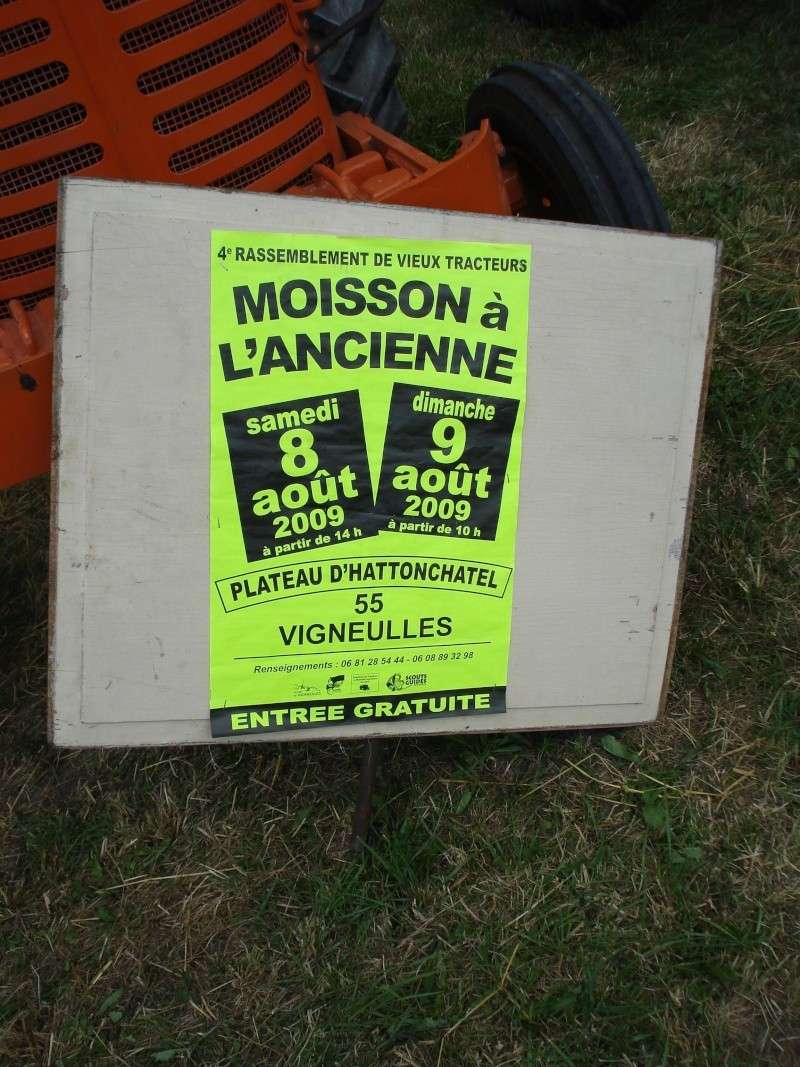 4e RASSEMBLEMENT DE VIEUX TRACTEURS
MOISSON à
L'ANCIENNE
samedi
8
août
2009
à partir de 14 h
dimanche
9
août
2009
à partir de 10 h
PLATEAU D'HATTONCHATEL
55
VIGNEULLES
Renseignements : 06 81 28 54 44 - 06 08 89 32 98
SCOUTS
GUIDES
ENTREE GRATUITE